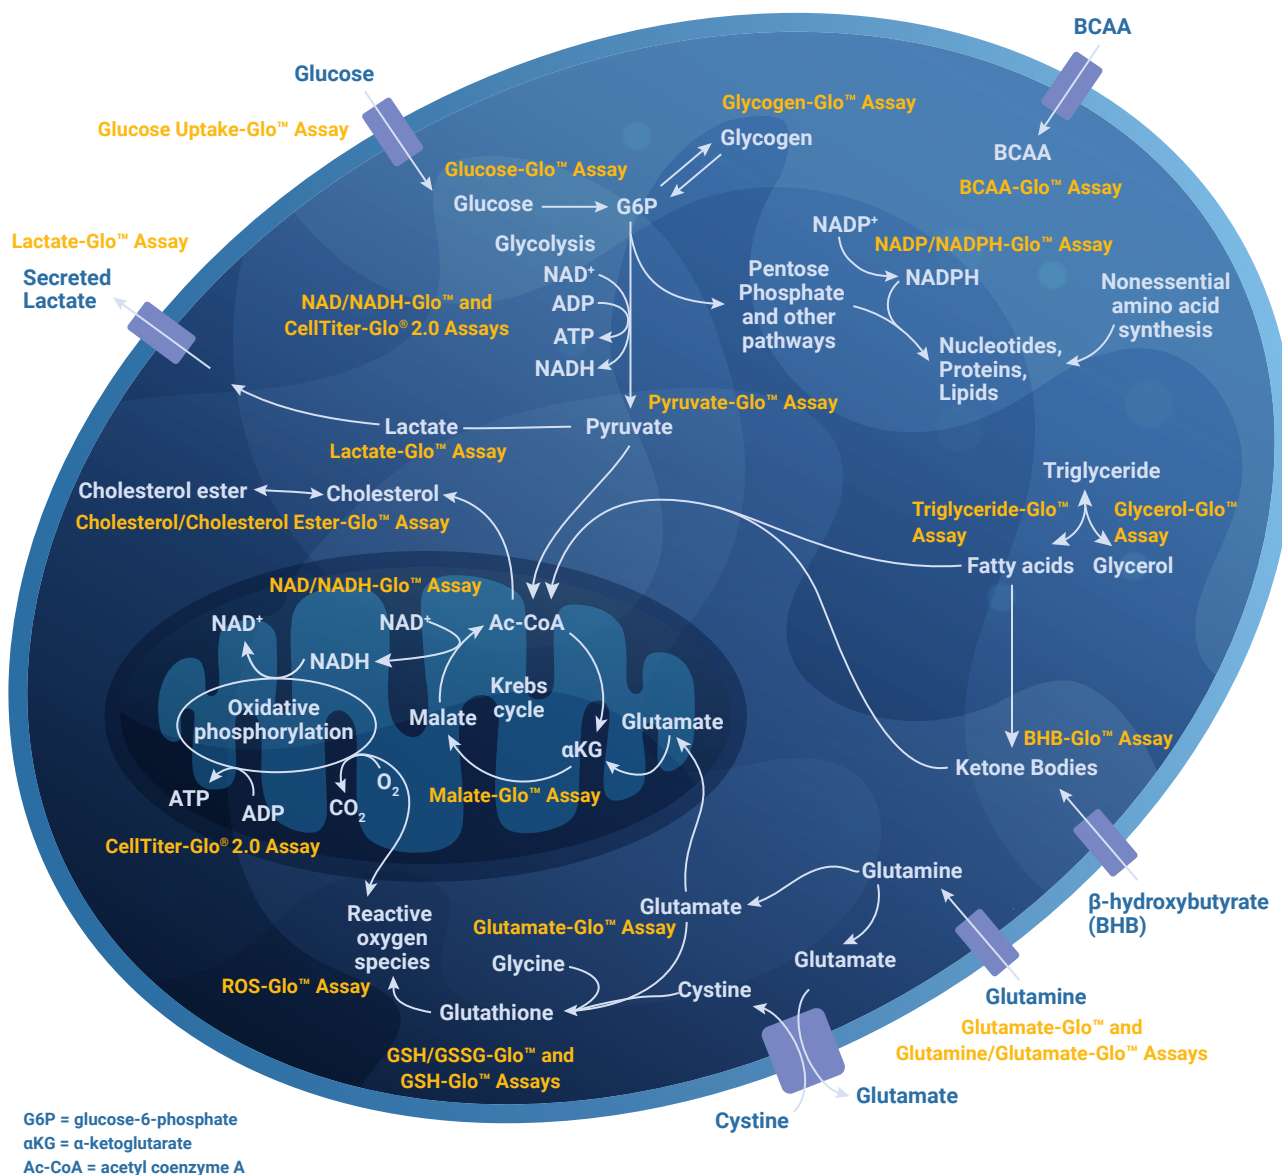 BCAA
Glucose
Glycogen-Glo™ Assay
Glucose Uptake-Glo™ Assay
Glycogen
BCAA
Glucose-Glo™ Assay
BCAA-Glo™ Assay
Glucose
G6P
NADP⁺
Lactate-Glo™ Assay
Glycolysis
NADP/NADPH-Glo™ Assay
Secreted
Lactate
NAD⁺
Pentose
Phosphate
and other
pathways
NADPH
Nonessential
amino acid
synthesis
NAD/NADH-Glo™ and
CellTiter-Glo® 2.0 Assays
ADP
ATP
NADH
Nucleotides,
Proteins,
Lipids
Pyruvate-Glo™ Assay
Lactate
Pyruvate
Lactate-Glo™ Assay
Triglyceride
Cholesterol ester
Cholesterol
Cholesterol/Cholesterol Ester-Glo™ Assay
Triglyceride-Glo™
Assay
Glycerol-Glo™
Assay
Fatty acids
Glycerol
NAD/NADH-Glo™ Assay
NAD⁺
NAD⁺
Ac-CoA
NADH
Krebs
cycle
Oxidative
phosphorylation
Malate
Glutamate
αKG
BHB-Glo™ Assay
Ketone Bodies
O₂
ATP
ADP
CO₂
Malate-Glo™ Assay
CellTiter-Glo® 2.0 Assay
Glutamine
β-hydroxybutyrate
(BHB)
Reactive
oxygen
species
Glutamate
Glutamate-Glo™ Assay
Glycine
Glutamate
ROS-Glo™ Assay
Cystine
Glutamine
Glutathione
Glutamate-Glo™ and
Glutamine/Glutamate-Glo™ Assays
GSH/GSSG-Glo™ and
GSH-Glo™ Assays
Glutamate
Cystine
G6P = glucose-6-phosphate
αKG = α-ketoglutarate
Ac-CoA = acetyl coenzyme A